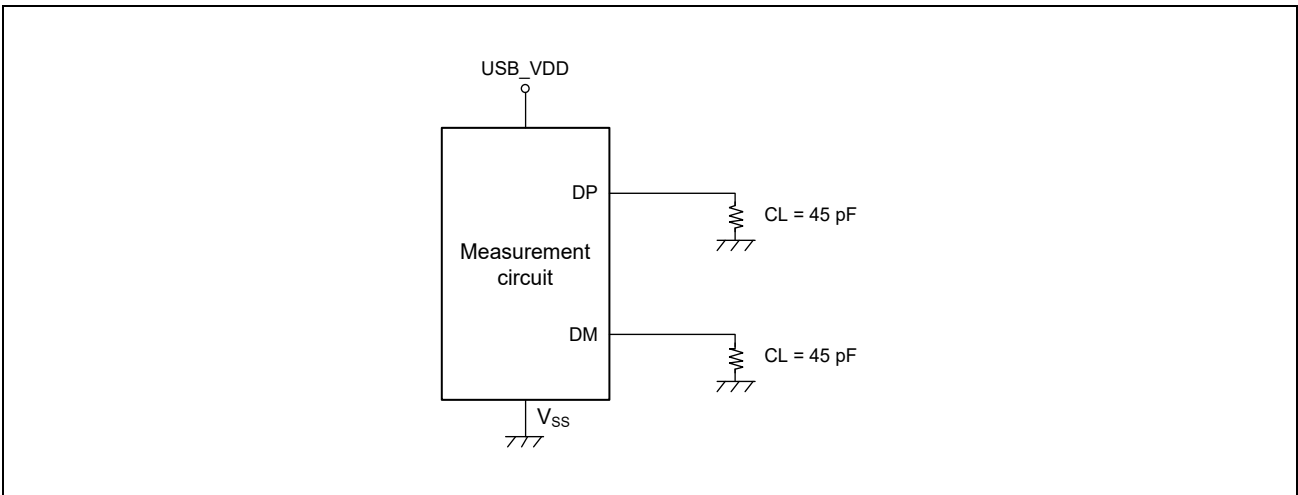 USB_VDD
DP
CL = 45 pF
Measurement
circuit
DM
CL = 45 pF
VSS